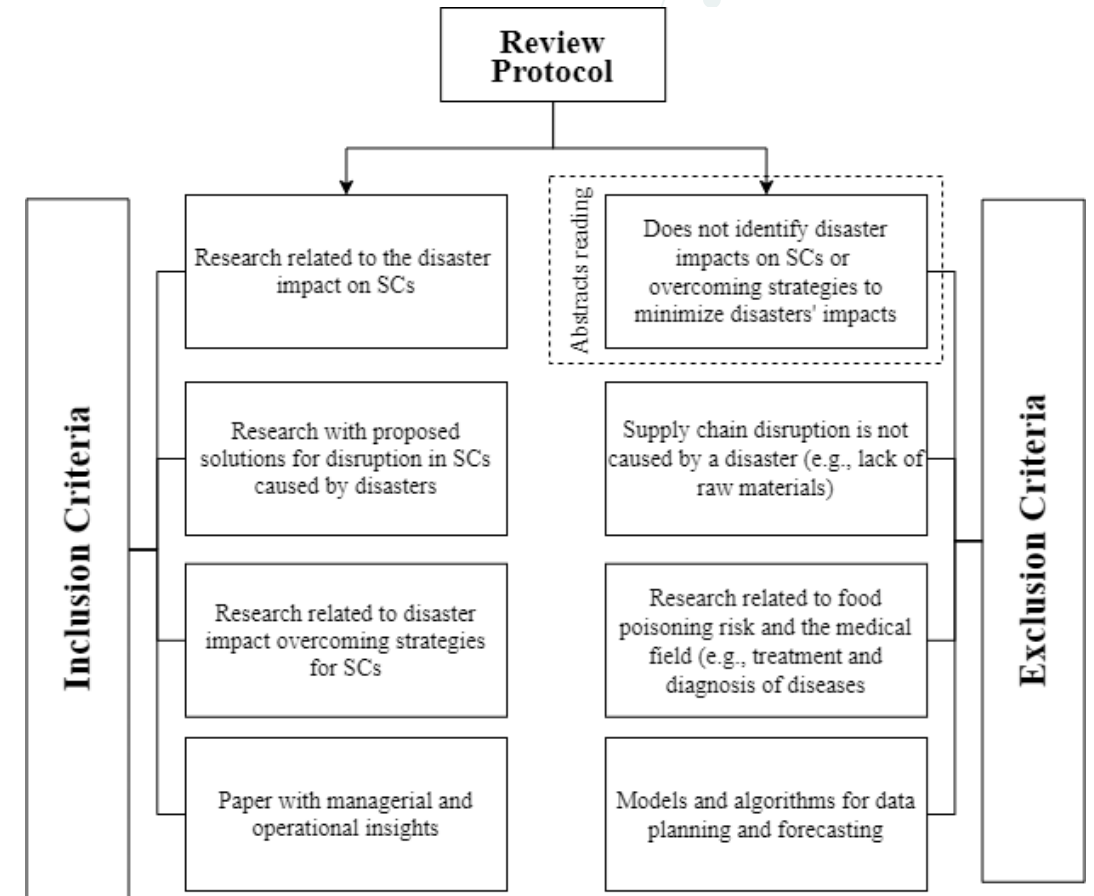 Review
Protocol
Inclusion Criteria
Research related to the disaster
impact on SCs
Research with proposed
solutions for disruption in SCs
caused by disasters
Research related to disaster
impact overcoming strategies
for SCs
Paper with managerial and
operational insights
Abstracts reading
Does not identify disaster
impacts on SCs or
overcoming strategies to
minimize disasters' impacts
Supply chain disruption is not
caused by a disaster (e.g., lack of
raw materials)
Research related to food
poisoning risk and the medical
field (e.g., treatment and
diagnosis of diseases
Models and algorithms for data
planning and forecasting
Exclusion Criteria